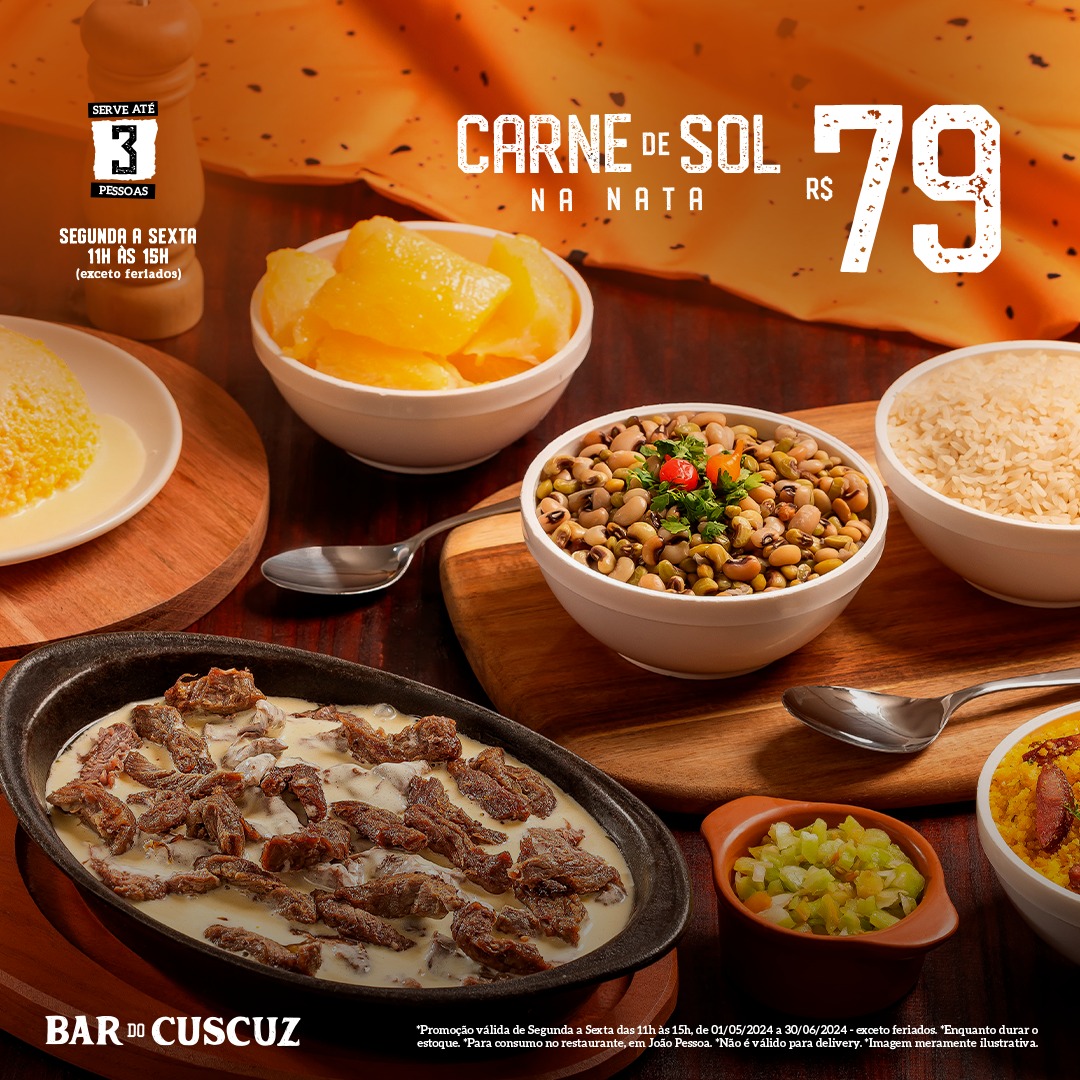 SERVE ATÉ
3
PESSOAS
SEGUNDA A SEXTA
11H ÀS 15H
(exceto feriados)
CARNE DE SOL
NA NATA
R$ 79
BAR DO CUSCUZ
*Promoção válida de Segunda a Sexta das 11h às 15h, de 01/05/2024 a 30/06/2024 - exceto feriados. *Enquanto durar o
estoque. *Para consumo no restaurante, em João Pessoa. *Não é válido para delivery. *Imagem meramente ilustrativa.